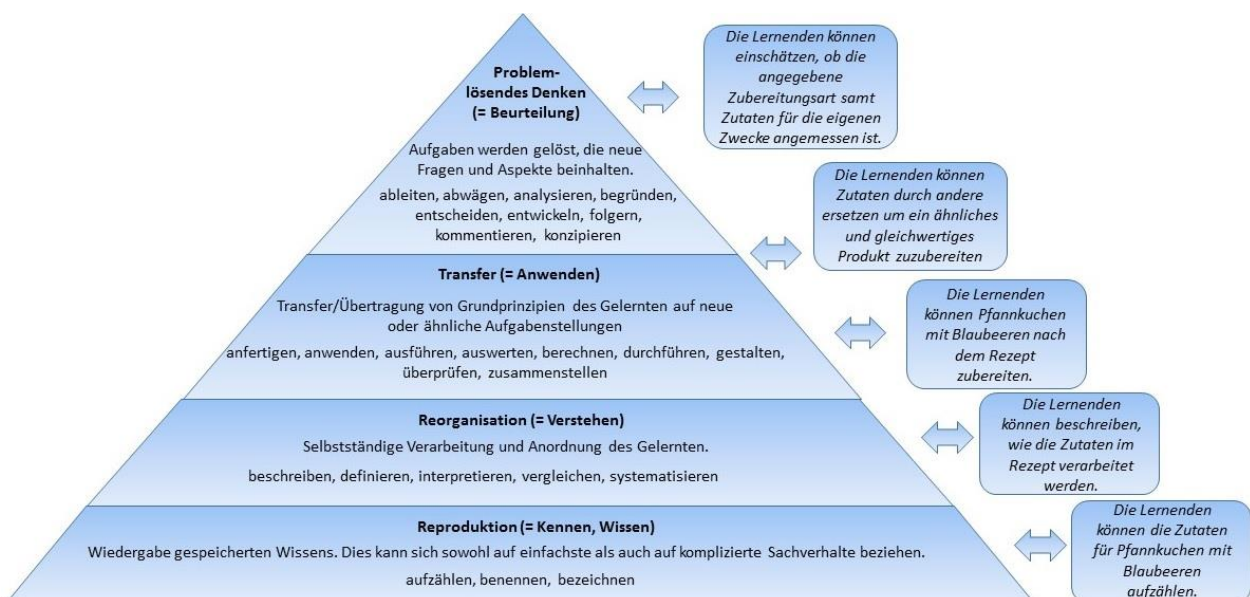 Problem-
lösendes Denken
(= Beurteilung)
Aufgaben werden gelöst, die neue
Fragen und Aspekte beinhalten.
ableiten, abwägen, analysieren, begründen,
entscheiden, entwickeln, folgern,
kommentieren, konzipieren
Die Lernenden können
einschätzen, ob die
angegebene
Zubereitungsart samt
Zutaten für die eigenen
Zwecke angemessen ist.
Die Lernenden können
Zutaten durch andere
ersetzen um ein ähnliches
und gleichwertiges
Produkt zuzubereiten
Transfer (= Anwenden)
Transfer/Übertragung von Grundprinzipien des Gelernten auf neue
oder ähnliche Aufgabenstellungen
anfertigen, anwenden, ausführen, auswerten, berechnen, durchführen, gestalten,
überprüfen, zusammenstellen
Die Lernenden
können Pfannkuchen
mit Blaubeeren nach
dem Rezept
zubereiten.
Reorganisation (= Verstehen)
Selbstständige Verarbeitung und Anordnung des Gelernten.
beschreiben, definieren, interpretieren, vergleichen, systematisieren
Die Lernenden
können beschreiben,
wie die Zutaten im
Rezept verarbeitet
werden.
Reproduktion (= Kennen, Wissen)
Wiedergabe gespeicherten Wissens. Dies kann sich sowohl auf einfachste als auch auf komplizierte Sachverhalte beziehen.
aufzählen, benennen, bezeichnen
Die Lernenden
können die Zutaten
für Pfannkuchen mit
Blaubeeren
aufzählen.